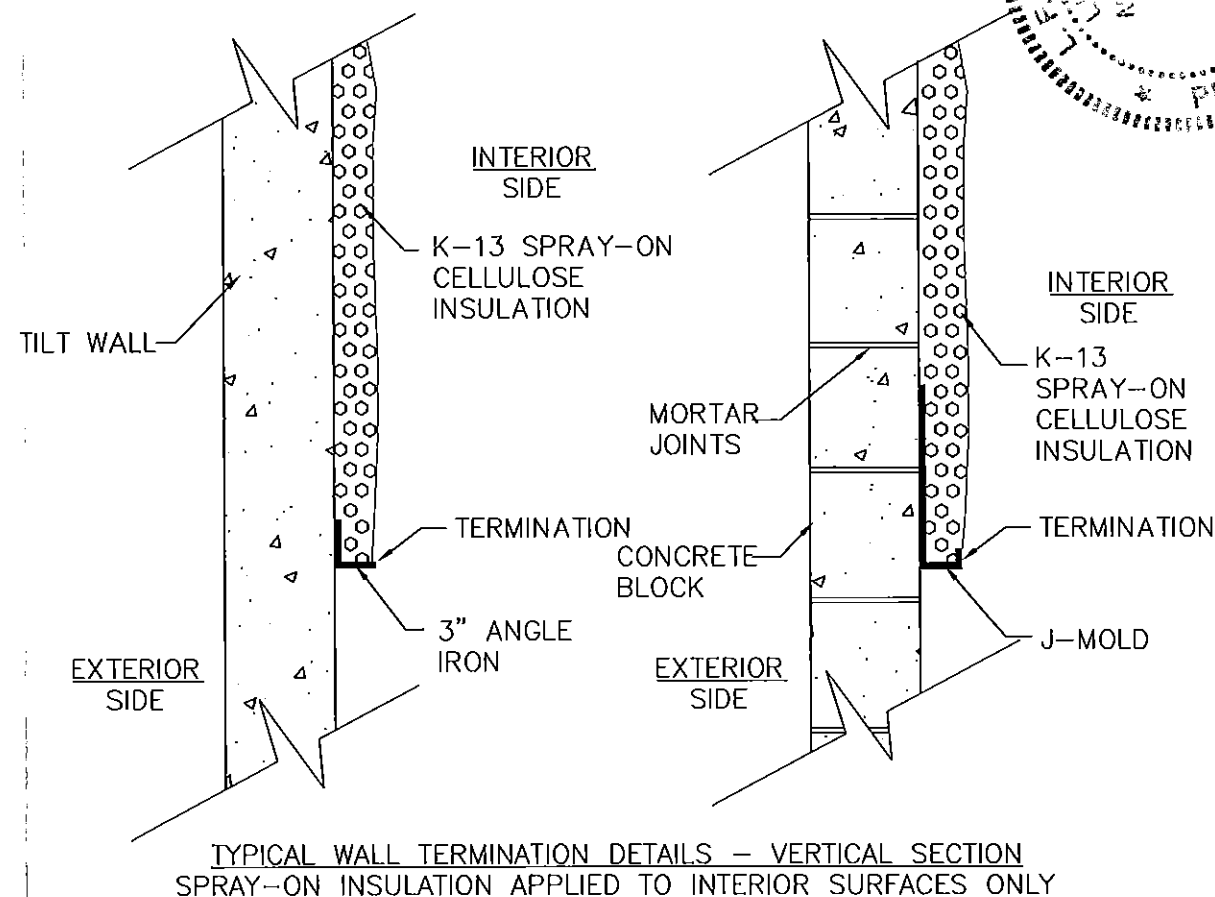 INTERIOR
SIDE
K-13 SPRAY-ON
CELLULOSE
INSULATION
TILT WALL
TERMINATION
3" ANGLE
IRON
EXTERIOR
SIDE
INTERIOR
SIDE
K-13
SPRAY-ON
CELLULOSE
INSULATION
MORTAR
JOINTS
TERMINATION
CONCRETE
BLOCK
J-MOLD
EXTERIOR
SIDE
TYPICAL WALL TERMINATION DETAILS - VERTICAL SECTION
SPRAY-ON INSULATION APPLIED TO INTERIOR SURFACES ONLY